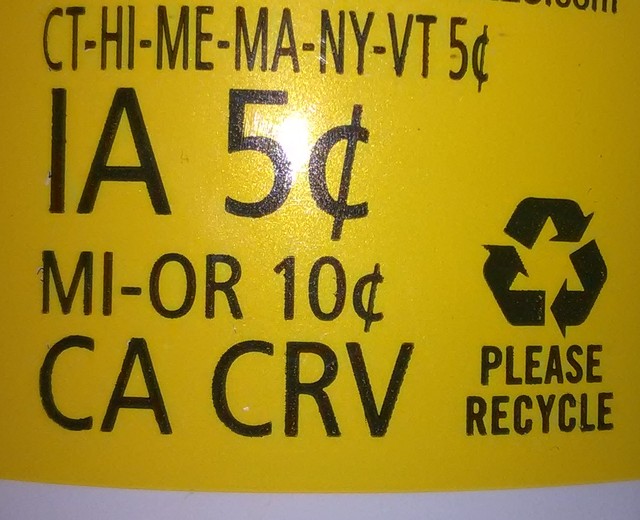 CT-HI-ME-MA-NY-VT 5¢
IA 5¢
MI-OR 10¢
CA CRV
PLEASE
RECYCLE